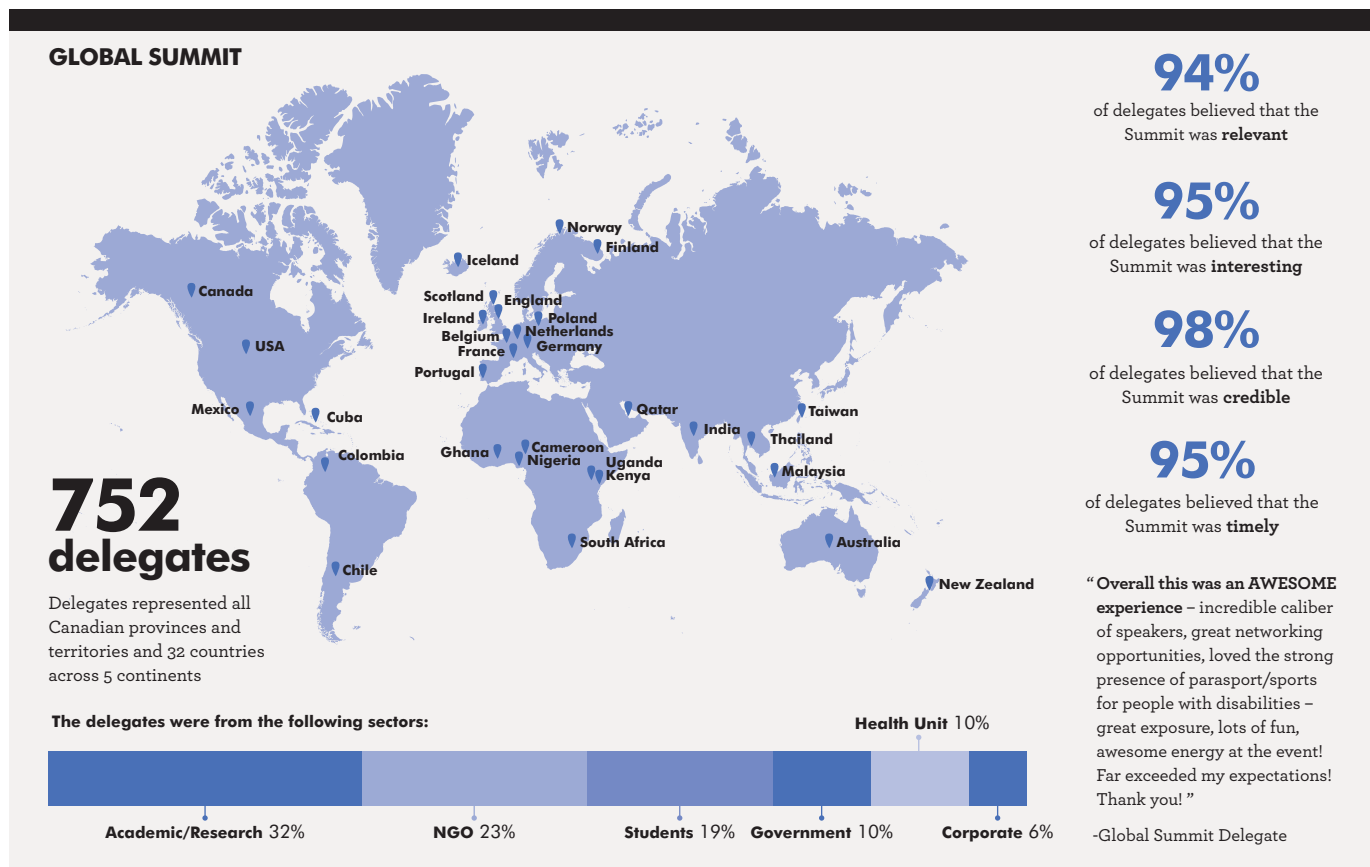 GLOBAL SUMMIT
Norway
Finland
Iceland
Canada
Scotland
England
Ireland
Poland
Netherlands
Belgium
Germany
France
USA
Portugal
Mexico
Cuba
Qatar
Taiwan
India
Thailand
Colombia
Ghana
Cameroon
Nigeria
Uganda
Kenya
Malaysia
South Africa
Australia
Chile
New Zealand
752
delegates
Delegates represented all
Canadian provinces and
territories and 32 countries
across 5 continents
94%
of delegates believed that the
Summit was relevant
95%
of delegates believed that the
Summit was interesting
98%
of delegates believed that the
Summit was credible
95%
of delegates believed that the
Summit was timely
“ Overall this was an AWESOME
experience – incredible caliber
of speakers, great networking
opportunities, loved the strong
presence of parasport/sports
for people with disabilities –
great exposure, lots of fun,
awesome energy at the event!
Far exceeded my expectations!
Thank you! ”
-Global Summit Delegate
The delegates were from the following sectors:
Health Unit 10%
Academic/Research 32%
NGO 23%
Students 19%
Government 10%
Corporate 6%